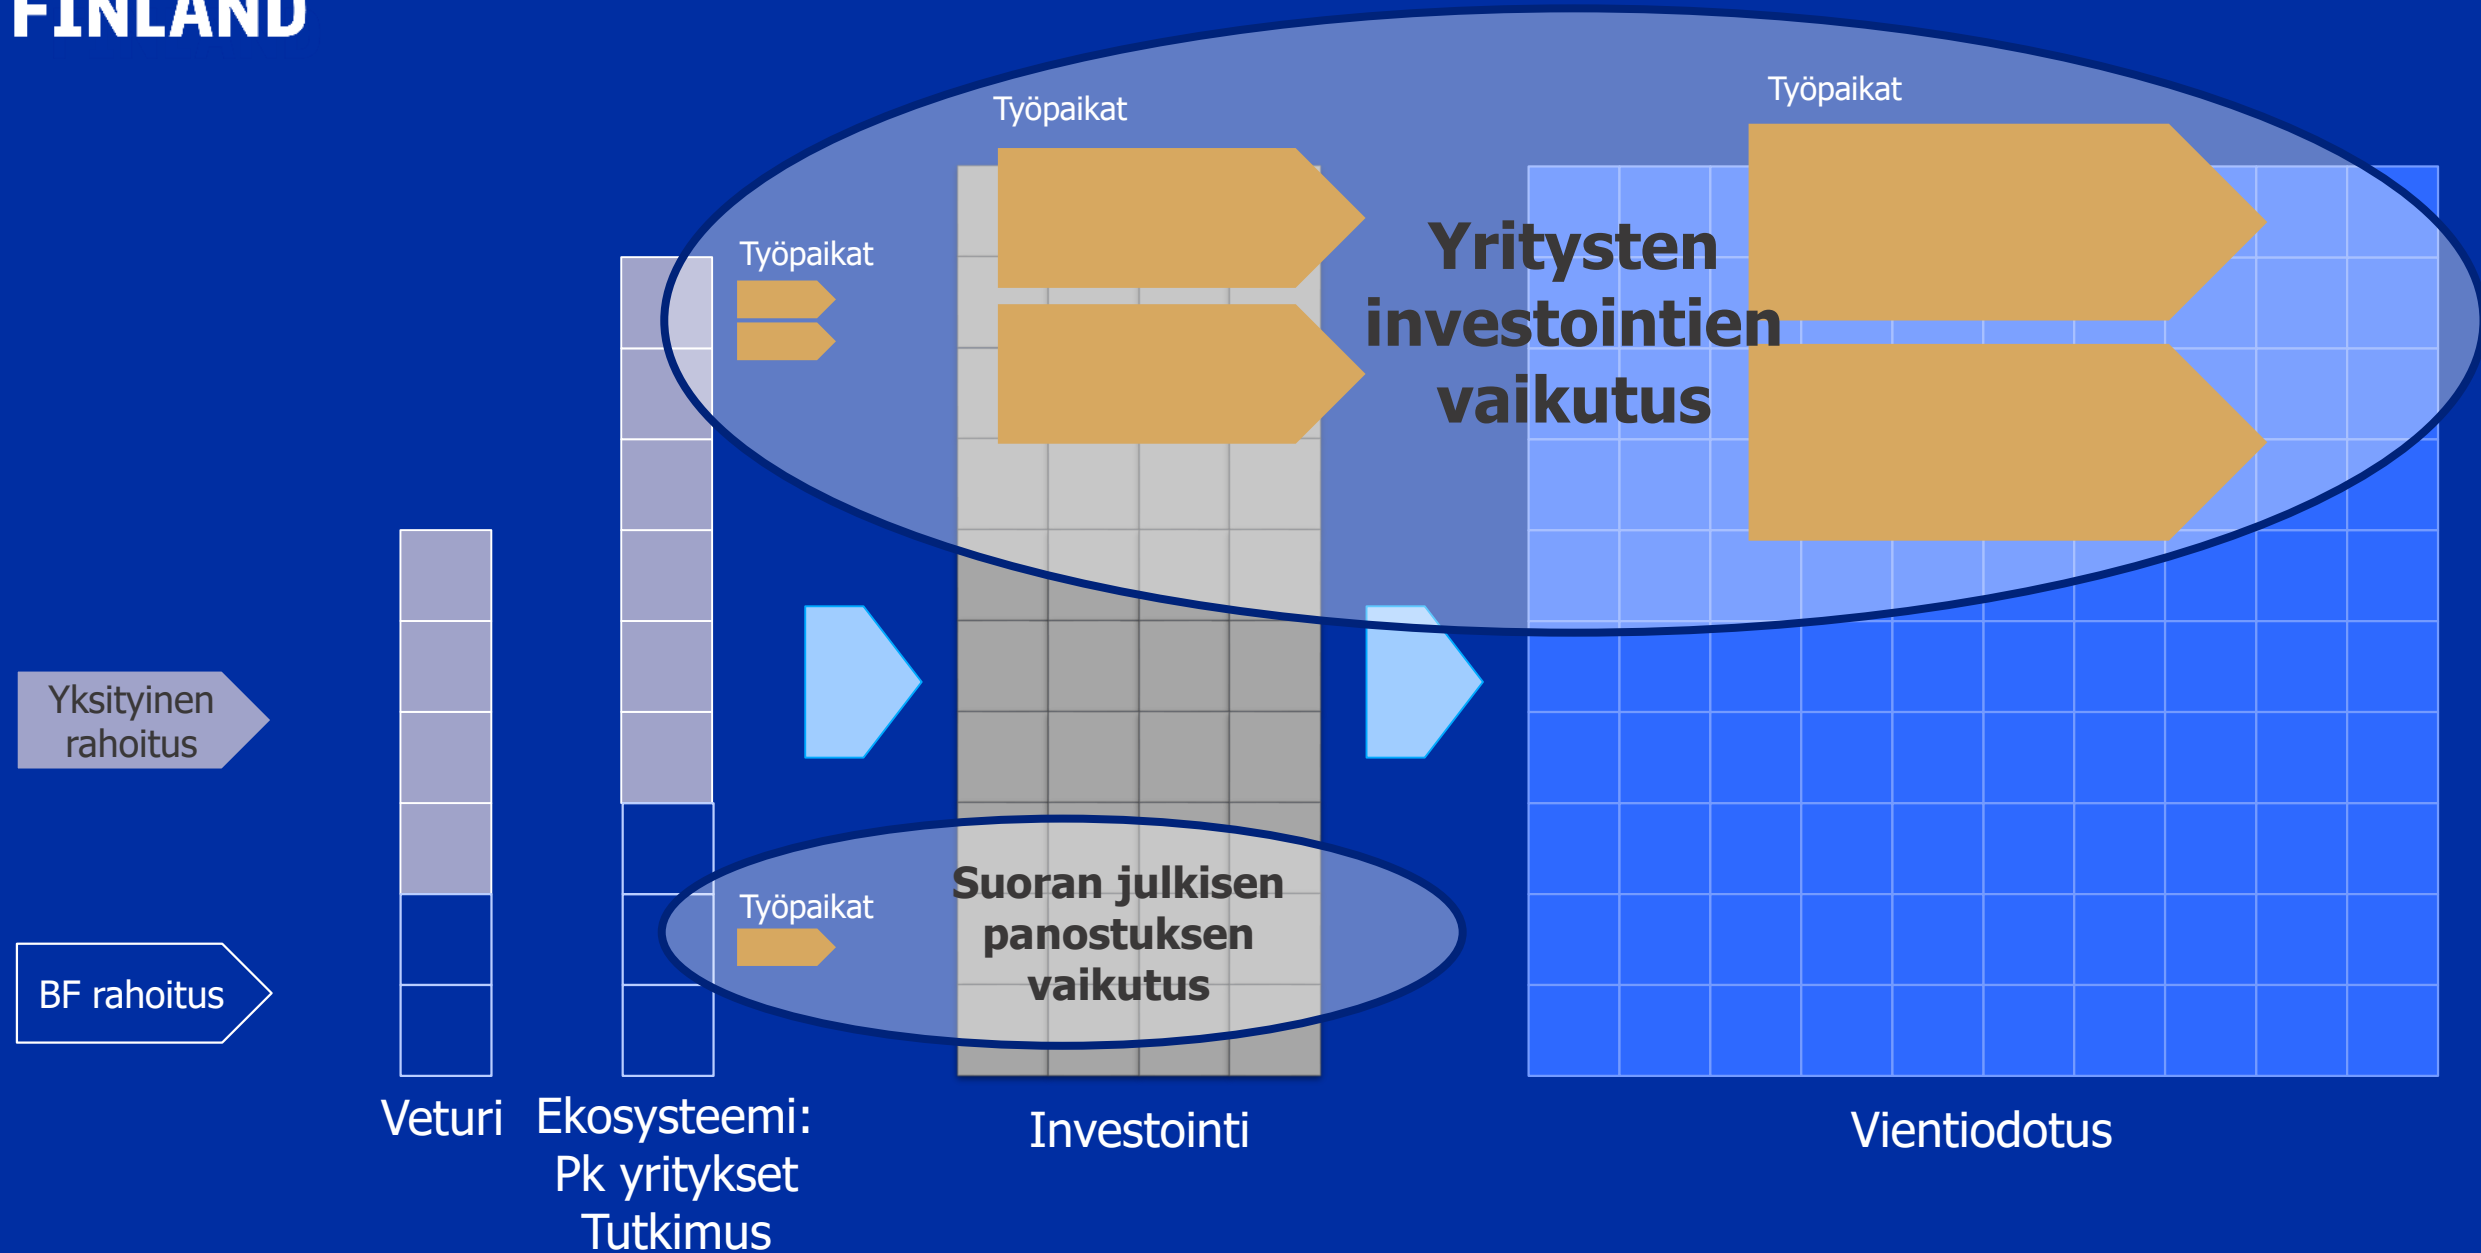 FINLAND
Työpaikat
Työpaikat
Yritysten
investointien
vaikutus
Työpaikat
Yksityinen
rahoitus
Työpaikat
Suoran julkisen
panostuksen
vaikutus
BF rahoitus
Veturi
Ekosysteemi:
Pk yritykset
Tutkimus
Investointi
Vientiodotus